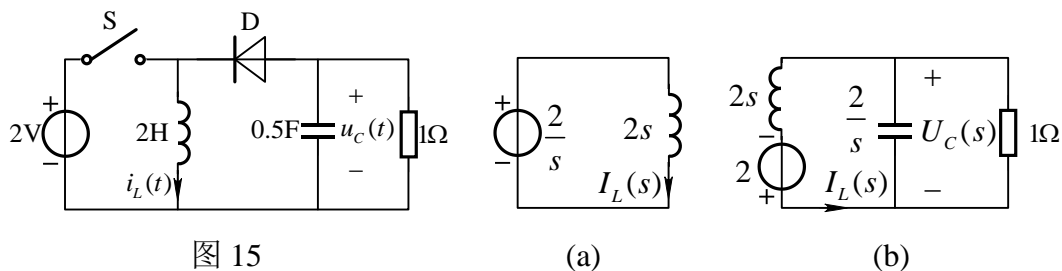 S
D
+
2V
−
2H
i_L(t)
0.5F
+
u_C(t)
−
1Ω
图 15
+
2/s
−
2s
I_L(s)
(a)
2s
−
2
+
I_L(s)
2/s
+
U_C(s)
−
1Ω
(b)